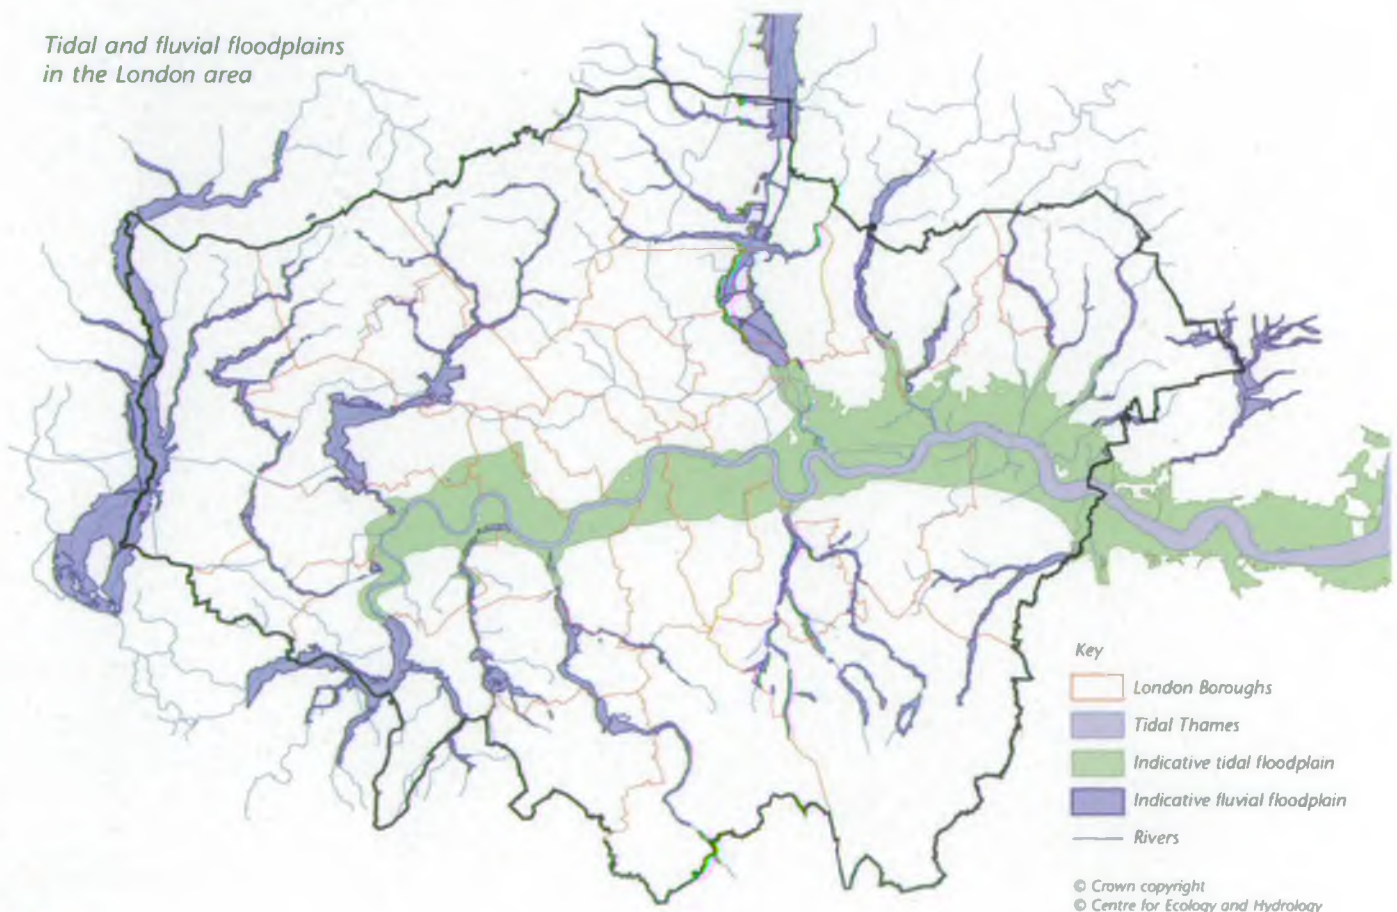 Tidal and fluvial floodplains
in the London area
Key
London Boroughs
Tidal Thames
Indicative tidal floodplain
Indicative fluvial floodplain
Rivers
© Crown copyright
© Centre for Ecology and Hydrology